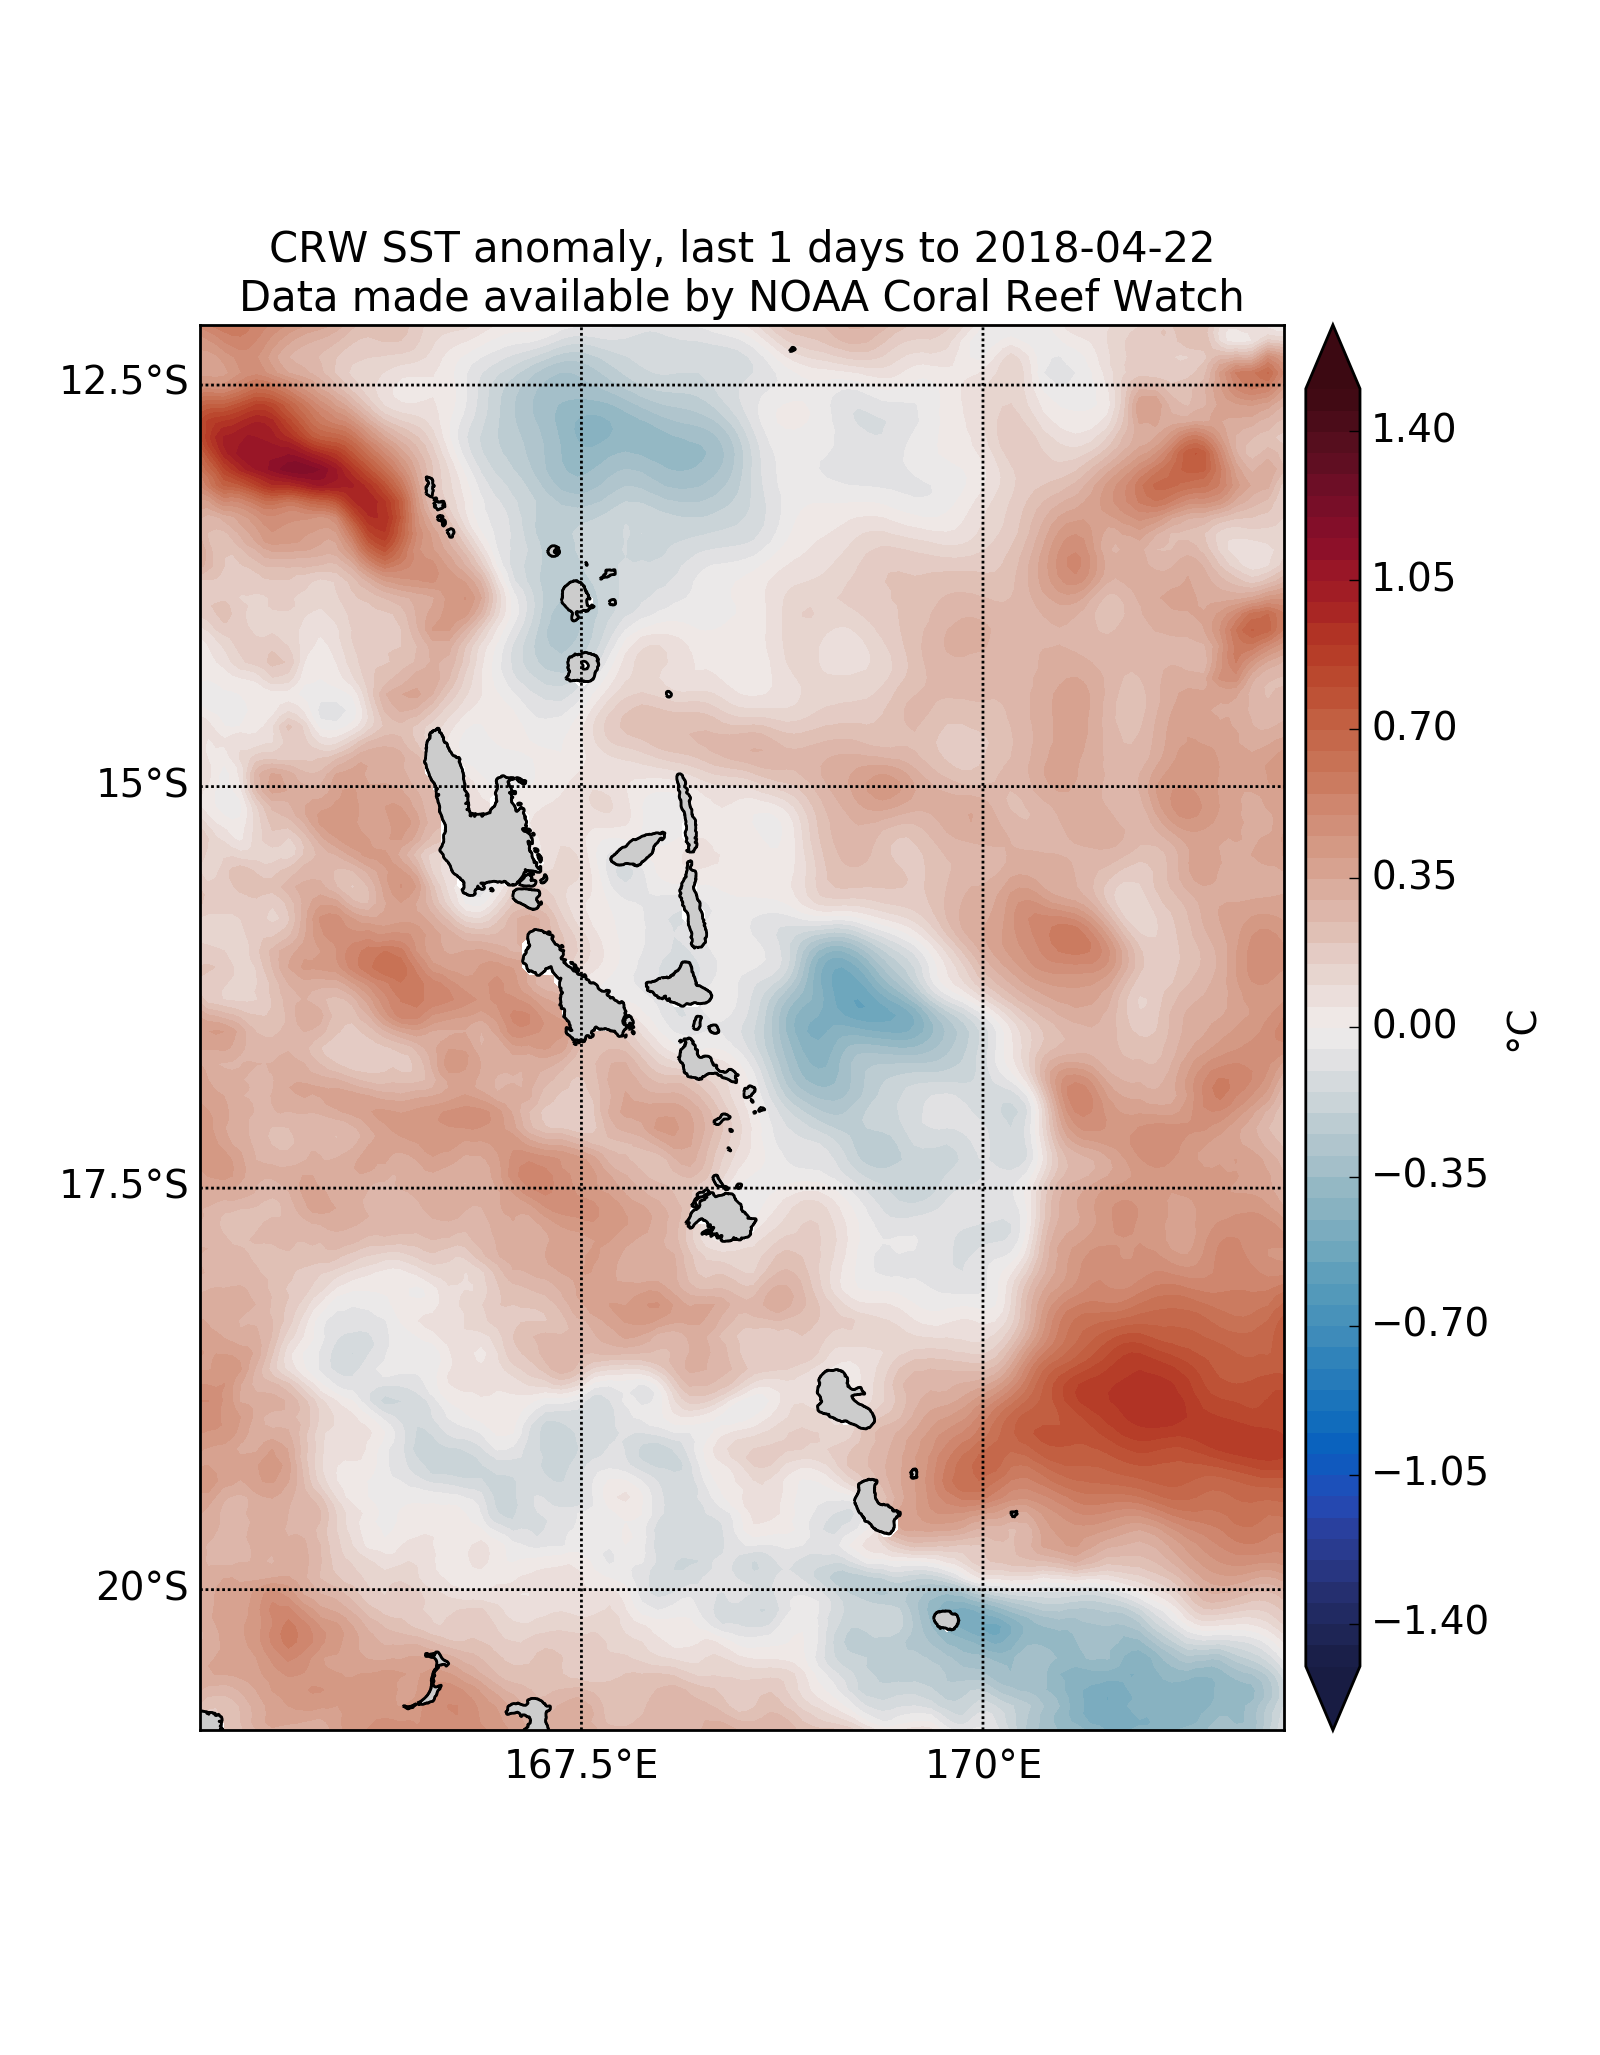 CRW SST anomaly, last 1 days to 2018-04-22
Data made available by NOAA Coral Reef Watch
12.5°S
15°S
17.5°S
20°S
167.5°E
170°E
1.40
1.05
0.70
0.35
0.00
−0.35
−0.70
−1.05
−1.40
°C